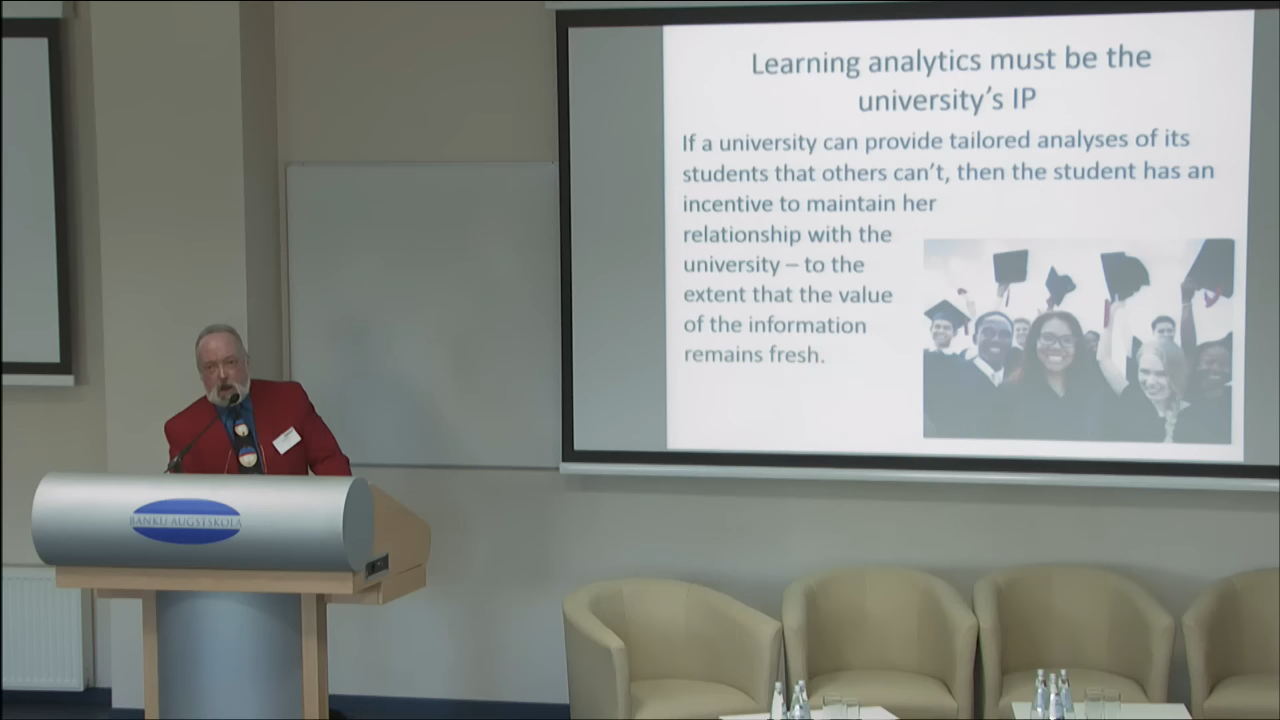 Learning analytics must be the
university's IP
If a university can provide tailored analyses of its
students that others can't, then the student has an
incentive to maintain her
relationship with the
university – to the
extent that the value
of the information
remains fresh.
BANKU AUGSTSKOLA